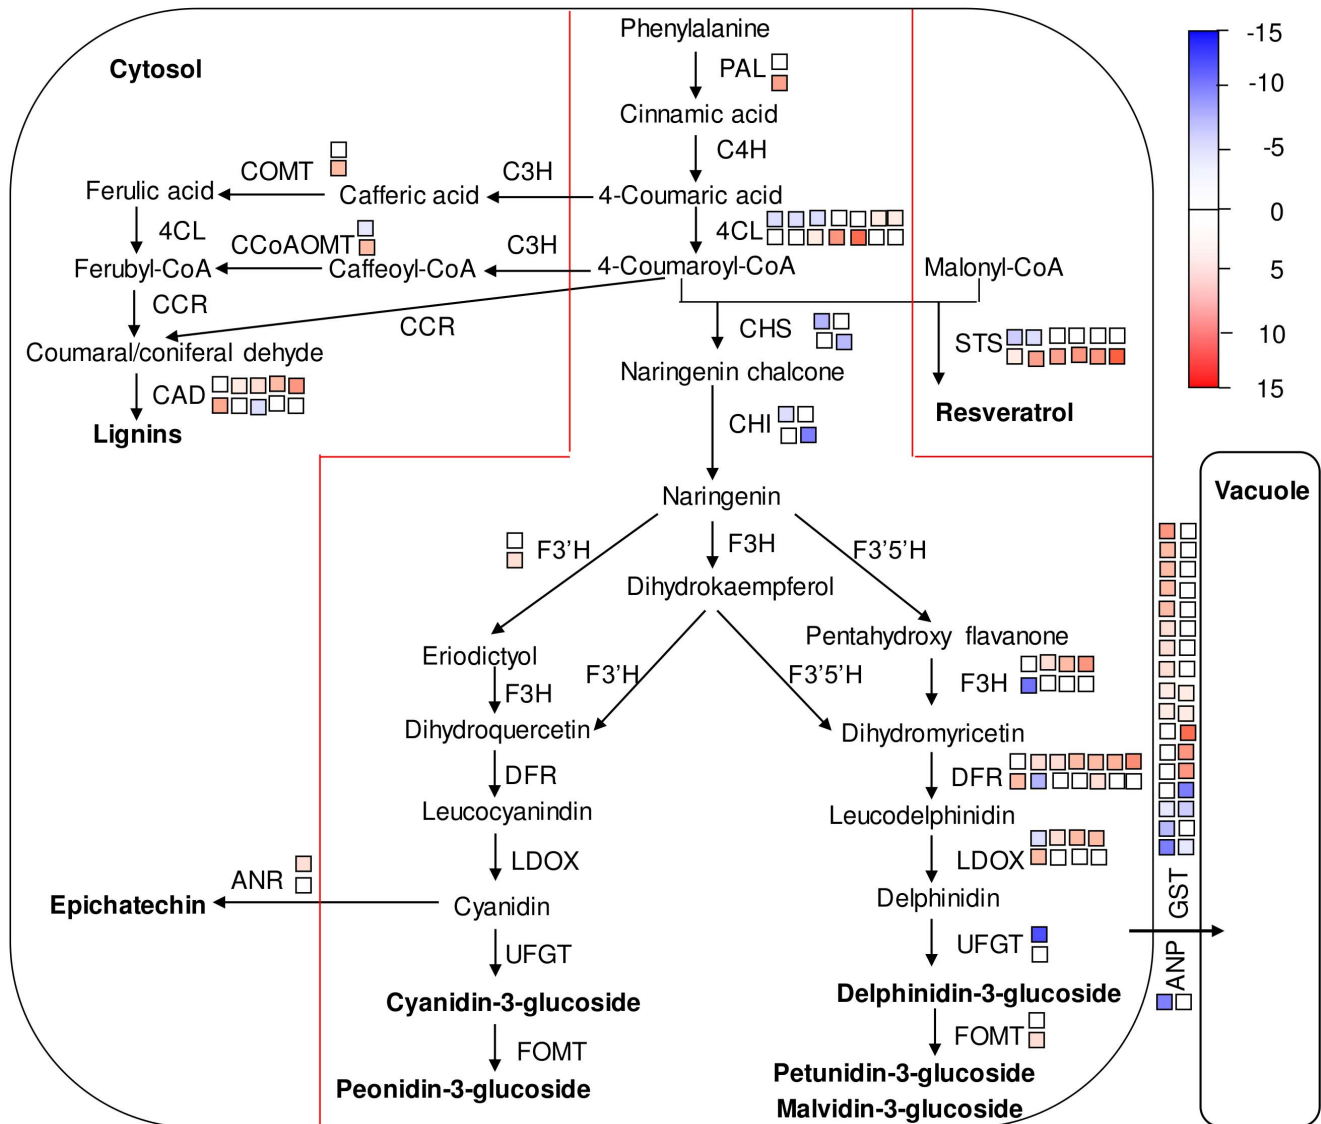 Phenylalanine
Cytosol
PAL
Cinnamic acid
C4H
COMT
C3H
Ferulic acid
Cafferic acid
4-Coumaric acid
4CL
4CL
CCoAOMT
C3H
Ferubyl-CoA
Caffeoyl-CoA
4-Coumaroyl-CoA
Malonyl-CoA
CCR
CCR
CHS
STS
Coumaral/coniferal dehyde
Naringenin chalcone
CAD
Resveratrol
CHI
Lignins
-15
-10
-5
0
5
10
15
Vacuole
Naringenin
F3'H
F3H
F3'5'H
Dihydrokaempferol
Pentahydroxy flavanone
Eriodictyol
F3'H
F3'5'H
F3H
F3H
Dihydroquercetin
Dihydromyricetin
DFR
DFR
Leucocyanindin
Leucodelphinidin
LDOX
LDOX
ANR
GST
Epichatechin
Cyanidin
Delphinidin
UFGT
UFGT
ANP
Cyanidin-3-glucoside
Delphinidin-3-glucoside
FOMT
FOMT
Petunidin-3-glucoside
Peonidin-3-glucoside
Malvidin-3-glucoside